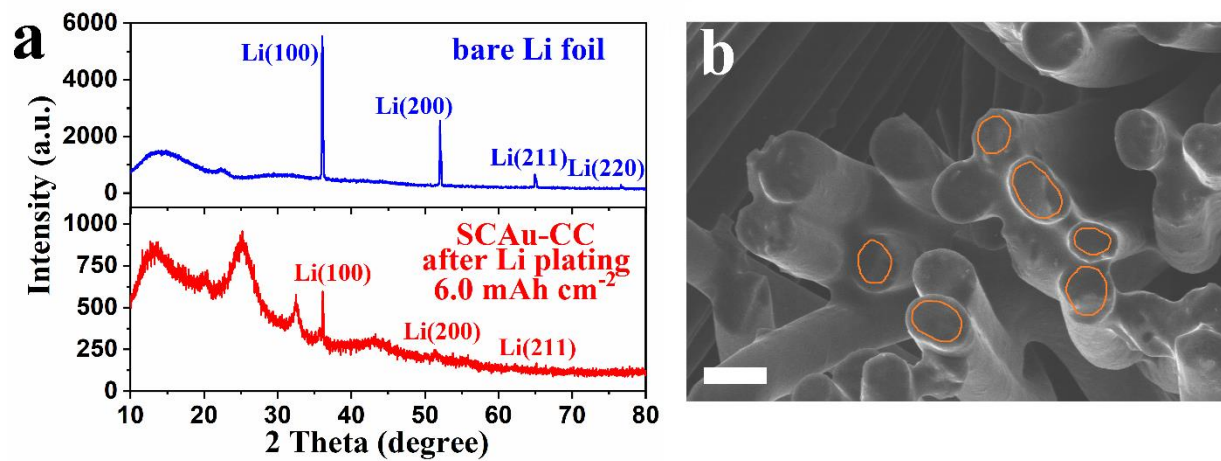 a
Intensity (a.u.)
6000
4000
2000
0
bare Li foil
Li(100)
Li(200)
Li(211)
Li(220)
1000
750
500
250
0
SCAu-CC
after Li plating
6.0 mAh cm⁻²
Li(100)
Li(200)
Li(211)
10 20 30 40 50 60 70 80
2 Theta (degree)
b